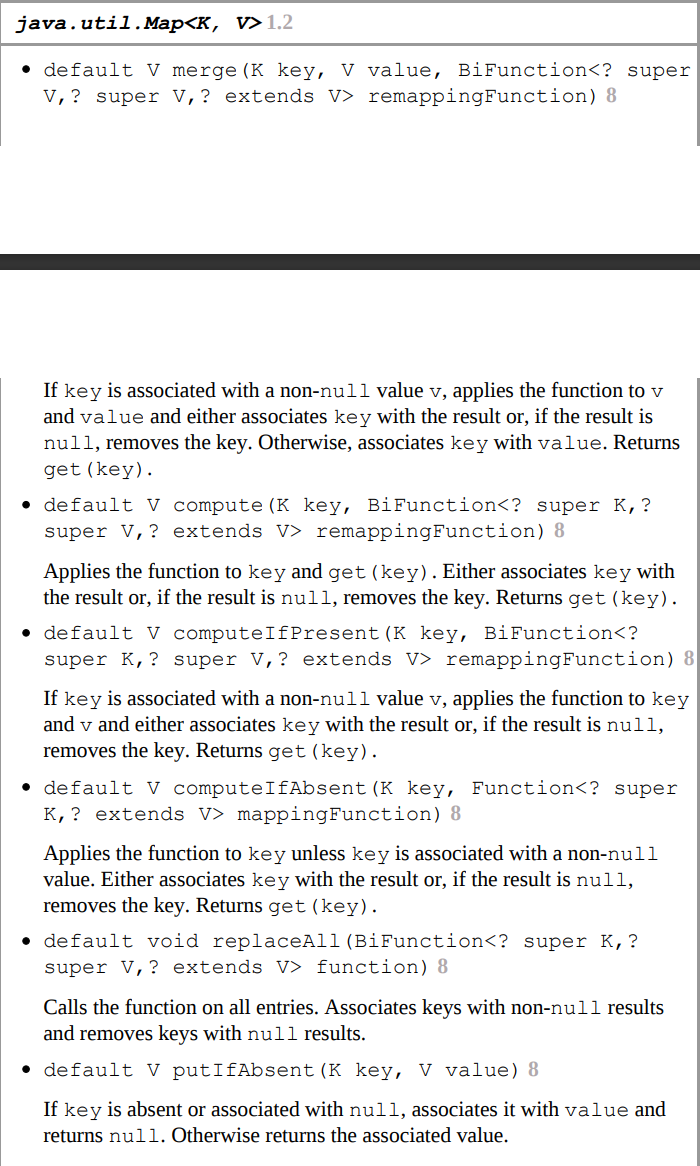 java.util.Map<K, V> 1.2
• default V merge(K key, V value, BiFunction<? super
V,? super V,? extends V> remappingFunction) 8
If key is associated with a non-null value v, applies the function to v
and value and either associates key with the result or, if the result is
null, removes the key. Otherwise, associates key with value. Returns
get(key).
• default V compute(K key, BiFunction<? super K,?
super V,? extends V> remappingFunction) 8
Applies the function to key and get(key). Either associates key with
the result or, if the result is null, removes the key. Returns get(key).
• default V computeIfPresent(K key, BiFunction<?
super K,? super V,? extends V> remappingFunction) 8
If key is associated with a non-null value v, applies the function to key
and v and either associates key with the result or, if the result is null,
removes the key. Returns get(key).
• default V computeIfAbsent(K key, Function<? super
K,? extends V> mappingFunction) 8
Applies the function to key unless key is associated with a non-null
value. Either associates key with the result or, if the result is null,
removes the key. Returns get(key).
• default void replaceAll(BiFunction<? super K,?
super V,? extends V> function) 8
Calls the function on all entries. Associates keys with non-null results
and removes keys with null results.
• default V putIfAbsent(K key, V value) 8
If key is absent or associated with null, associates it with value and
returns null. Otherwise returns the associated value.